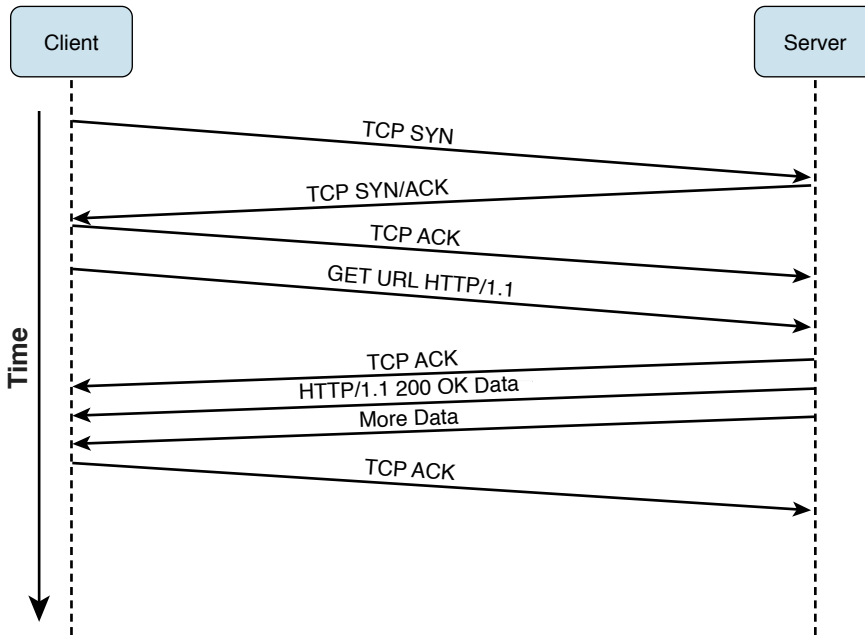 Client
Server
TCP SYN
TCP SYN/ACK
TCP ACK
GET URL HTTP/1.1
Time
TCP ACK
HTTP/1.1 200 OK Data
More Data
TCP ACK